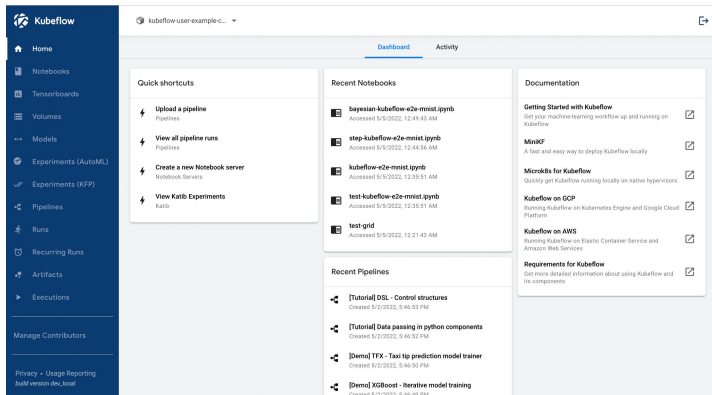 Kubeflow
kubeflow-user-example-c...
Home
Notebooks
Tensorboards
Volumes
Models
Experiments (AutoML)
Experiments (KFP)
Pipelines
Runs
Recurring Runs
Artifacts
Executions
Manage Contributors
Privacy • Usage Reporting
build version dev_local
Dashboard
Activity
Quick shortcuts
Upload a pipeline
Pipelines
View all pipeline runs
Pipelines
Create a new Notebook server
Notebook Servers
View Katib Experiments
Katib
Recent Notebooks
bayesian-kubeflow-e2e-mnist.ipynb
Accessed 5/5/2022, 12:49:43 AM
step-kubeflow-e2e-mnist.ipynb
Accessed 5/5/2022, 12:44:56 AM
kubeflow-e2e-mnist.ipynb
Accessed 5/5/2022, 12:35:51 AM
test-kubeflow-e2e-mnist.ipynb
Accessed 5/5/2022, 12:35:51 AM
test-grid
Accessed 5/5/2022, 12:21:43 AM
Recent Pipelines
[Tutorial] DSL - Control structures
Created 5/2/2022, 5:46:53 PM
[Tutorial] Data passing in python components
Created 5/2/2022, 5:46:52 PM
[Demo] TFX - Taxi tip prediction model trainer
Created 5/2/2022, 5:46:50 PM
[Demo] XGBoost - Iterative model training
Created 5/2/2022, 5:46:49 PM
Documentation
Getting Started with Kubeflow
Get your machine-learning workflow up and running on
Kubeflow
MiniKF
A fast and easy way to deploy Kubeflow locally
Microk8s for Kubeflow
Quickly get Kubeflow running locally on native hypervisors
Kubeflow on GCP
Running Kubeflow on Kubernetes Engine and Google Cloud
Platform
Kubeflow on AWS
Running Kubeflow on Elastic Container Service and
Amazon Web Services
Requirements for Kubeflow
Get more detailed information about using Kubeflow and
its components